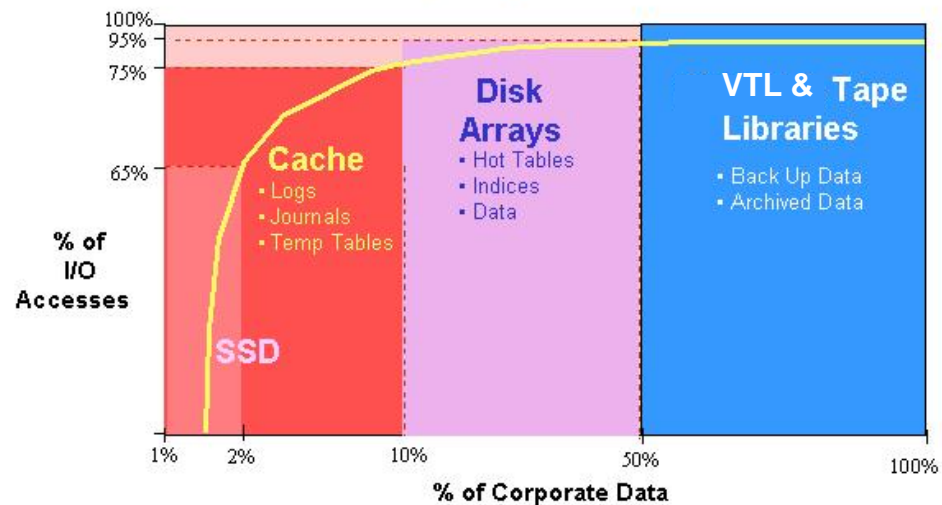 100%
95%
75%
65%
% of
I/O
Accesses
SSD
Cache
▪ Logs
▪ Journals
▪ Temp Tables
Disk
Arrays
▪ Hot Tables
▪ Indices
▪ Data
VTL & Tape
Libraries
▪ Back Up Data
▪ Archived Data
1% 2% 10% 50% 100%
% of Corporate Data